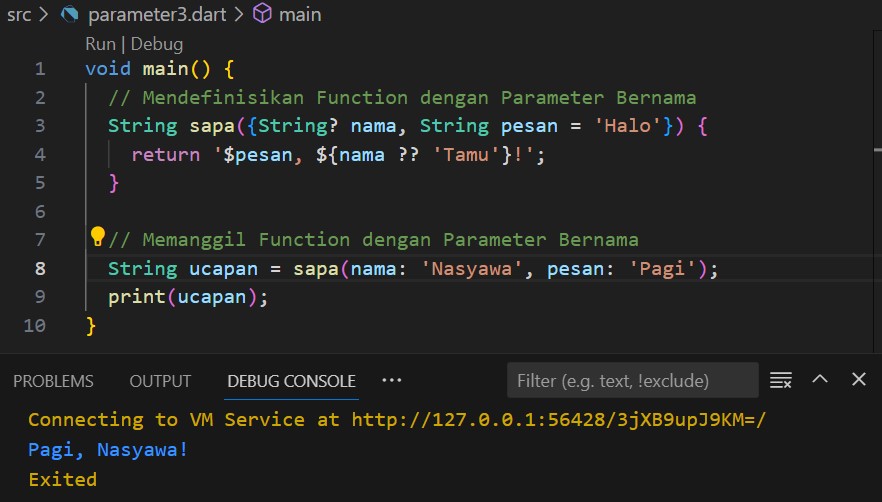 src > parameter3.dart > main
Run | Debug
1 void main() {
2 // Mendefinisikan Function dengan Parameter Bernama
3 String sapa({String? nama, String pesan = 'Halo'}) {
4 return '$pesan, ${nama ?? 'Tamu'}!';
5 }
6
7 // Memanggil Function dengan Parameter Bernama
8 String ucapan = sapa(nama: 'Nasyawa', pesan: 'Pagi');
9 print(ucapan);
10 }
PROBLEMS OUTPUT DEBUG CONSOLE ··· Filter (e.g. text, !exclude)
Connecting to VM Service at http://127.0.0.1:56428/3jXB9upJ9KM=/
Pagi, Nasyawa!
Exited